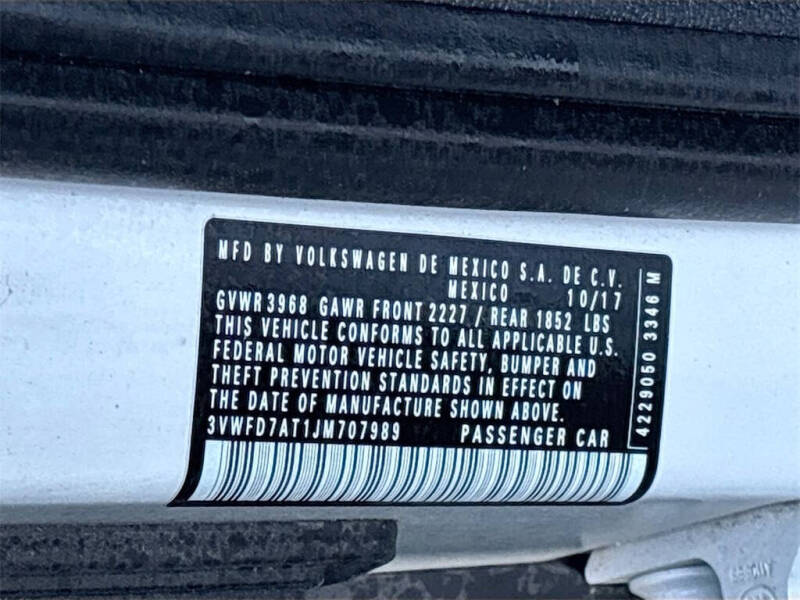 MFD BY VOLKSWAGEN DE MEXICO S.A. DE C.V.
MEXICO 10/17
GVWR 3968 GAWR FRONT 2227 / REAR 1852 LBS
THIS VEHICLE CONFORMS TO ALL APPLICABLE U.S.
FEDERAL MOTOR VEHICLE SAFETY, BUMPER AND
THEFT PREVENTION STANDARDS IN EFFECT ON
THE DATE OF MANUFACTURE SHOWN ABOVE.
3VWFD7AT1JM707989 PASSENGER CAR
4229050 3346 M